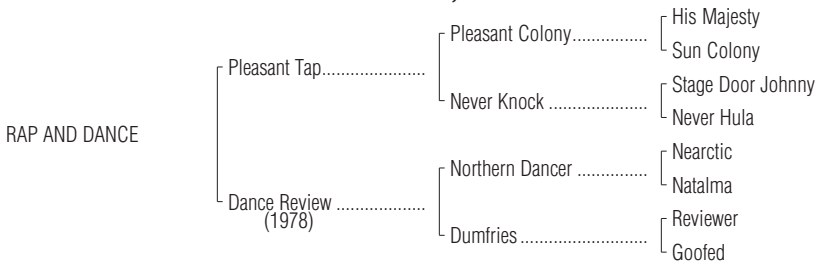 His Majesty
Pleasant Colony...............
Sun Colony
Pleasant Tap.....................
Stage Door Johnny
Never Knock ...................
Never Hula
RAP AND DANCE
Nearctic
Northern Dancer .............
Natalma
Dance Review ..................
(1978)
Reviewer
Dumfries........................
Goofed